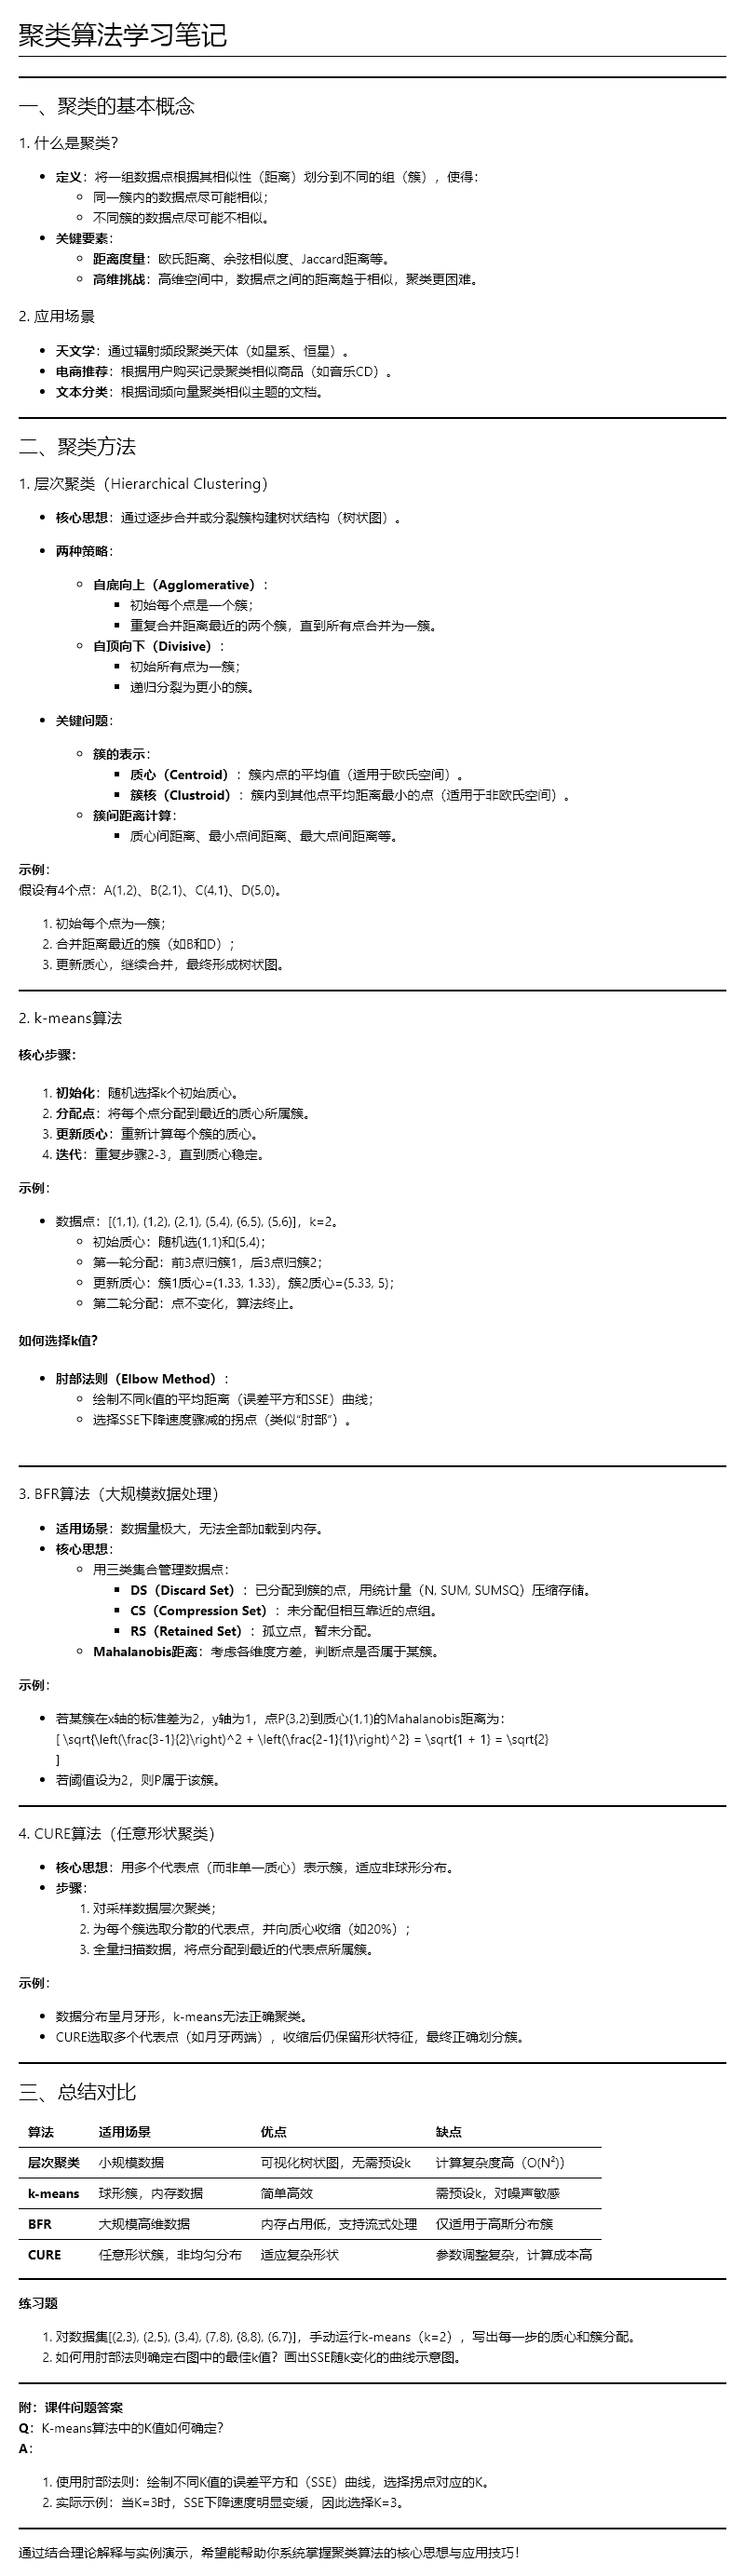 聚类算法学习笔记
一、聚类的基本概念
1. 什么是聚类？
• 定义：将一组数据点根据其相似性（距离）划分到不同的组（簇），使得：
○ 同一簇内的数据点尽可能相似；
○ 不同簇的数据点尽可能不相似。
• 关键要素：
○ 距离度量：欧氏距离、余弦相似度、Jaccard距离等。
○ 高维挑战：高维空间中，数据点之间的距离趋于相似，聚类更困难。
2. 应用场景
• 天文学：通过辐射频段聚类天体（如星系、恒星）。
• 电商推荐：根据用户购买记录聚类相似商品（如音乐CD）。
• 文本分类：根据词频向量聚类相似主题的文档。
二、聚类方法
1. 层次聚类（Hierarchical Clustering）
• 核心思想：通过逐步合并或分裂簇构建树状结构（树状图）。
• 两种策略：
○ 自底向上（Agglomerative）：
▪ 初始每个点是一个簇；
▪ 重复合并距离最近的两个簇，直到所有点合并为一簇。
○ 自顶向下（Divisive）：
▪ 初始所有点为一簇；
▪ 递归分裂为更小的簇。
• 关键问题：
○ 簇的表示：
▪ 质心（Centroid）：簇内点的平均值（适用于欧氏空间）。
▪ 簇核（Clustroid）：簇内到其他点平均距离最小的点（适用于非欧氏空间）。
○ 簇间距离计算：
▪ 质心间距离、最小点间距离、最大点间距离等。
示例：
假设有4个点：A(1,2)、B(2,1)、C(4,1)、D(5,0)。
1. 初始每个点为一簇；
2. 合并距离最近的簇（如B和D）；
3. 更新质心，继续合并，最终形成树状图。
2. k-means算法
核心步骤：
1. 初始化：随机选择k个初始质心。
2. 分配点：将每个点分配到最近的质心所属簇。
3. 更新质心：重新计算每个簇的质心。
4. 迭代：重复步骤2-3，直到质心稳定。
示例：
• 数据点：[(1,1), (1,2), (2,1), (5,4), (6,5), (5,6)]，k=2。
○ 初始质心：随机选(1,1)和(5,4)；
○ 第一轮分配：前3点归簇1，后3点归簇2；
○ 更新质心：簇1质心=(1.33, 1.33)，簇2质心=(5.33, 5)；
○ 第二轮分配：点不变化，算法终止。
如何选择k值？
• 肘部法则（Elbow Method）：
○ 绘制不同k值的平均距离（误差平方和SSE）曲线；
○ 选择SSE下降速度骤减的拐点（类似“肘部”）。
3. BFR算法（大规模数据处理）
• 适用场景：数据量极大，无法全部加载到内存。
• 核心思想：
○ 用三类集合管理数据点：
▪ DS（Discard Set）：已分配到簇的点，用统计量（N, SUM, SUMSQ）压缩存储。
▪ CS（Compression Set）：未分配但相互靠近的点组。
▪ RS（Retained Set）：孤立点，暂未分配。
○ Mahalanobis距离：考虑各维度方差，判断点是否属于某簇。
示例：
• 若某簇在x轴的标准差为2，y轴为1，点P(3,2)到质心(1,1)的Mahalanobis距离为：
[ \sqrt{\left(\frac{3-1}{2}\right)^2 + \left(\frac{2-1}{1}\right)^2} = \sqrt{1 + 1} = \sqrt{2}
]
• 若阈值设为2，则P属于该簇。
4. CURE算法（任意形状聚类）
• 核心思想：用多个代表点（而非单一质心）表示簇，适应非球形分布。
• 步骤：
1. 对采样数据层次聚类；
2. 为每个簇选取分散的代表点，并向质心收缩（如20%）；
3. 全量扫描数据，将点分配到最近的代表点所属簇。
示例：
• 数据分布呈月牙形，k-means无法正确聚类。
• CURE选取多个代表点（如月牙两端），收缩后仍保留形状特征，最终正确划分簇。
三、总结对比
算法 适用场景 优点 缺点
层次聚类 小规模数据 可视化树状图，无需预设k 计算复杂度高（O(N²)）
k-means 球形簇，内存数据 简单高效 需预设k，对噪声敏感
BFR 大规模高维数据 内存占用低，支持流式处理 仅适用于高斯分布簇
CURE 任意形状簇，非均匀分布 适应复杂形状 参数调整复杂，计算成本高
练习题
1. 对数据集[(2,3), (2,5), (3,4), (7,8), (8,8), (6,7)]，手动运行k-means（k=2），写出每一步的质心和簇分配。
2. 如何用肘部法则确定右图中的最佳k值？画出SSE随k变化的曲线示意图。
附：课件问题答案
Q：K-means算法中的K值如何确定？
A：
1. 使用肘部法则：绘制不同K值的误差平方和（SSE）曲线，选择拐点对应的K。
2. 实际示例：当K=3时，SSE下降速度明显变缓，因此选择K=3。
通过结合理论解释与实例演示，希望能帮助你系统掌握聚类算法的核心思想与应用技巧！